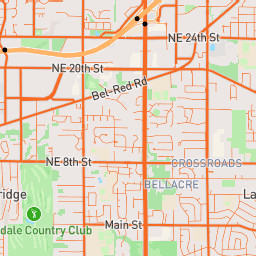 NE 24th St
NE 20th St
Bel-Red Rd
NE 8th St
CROSSROADS
BELLACRE
ridge
La
Main St
dale Country Club